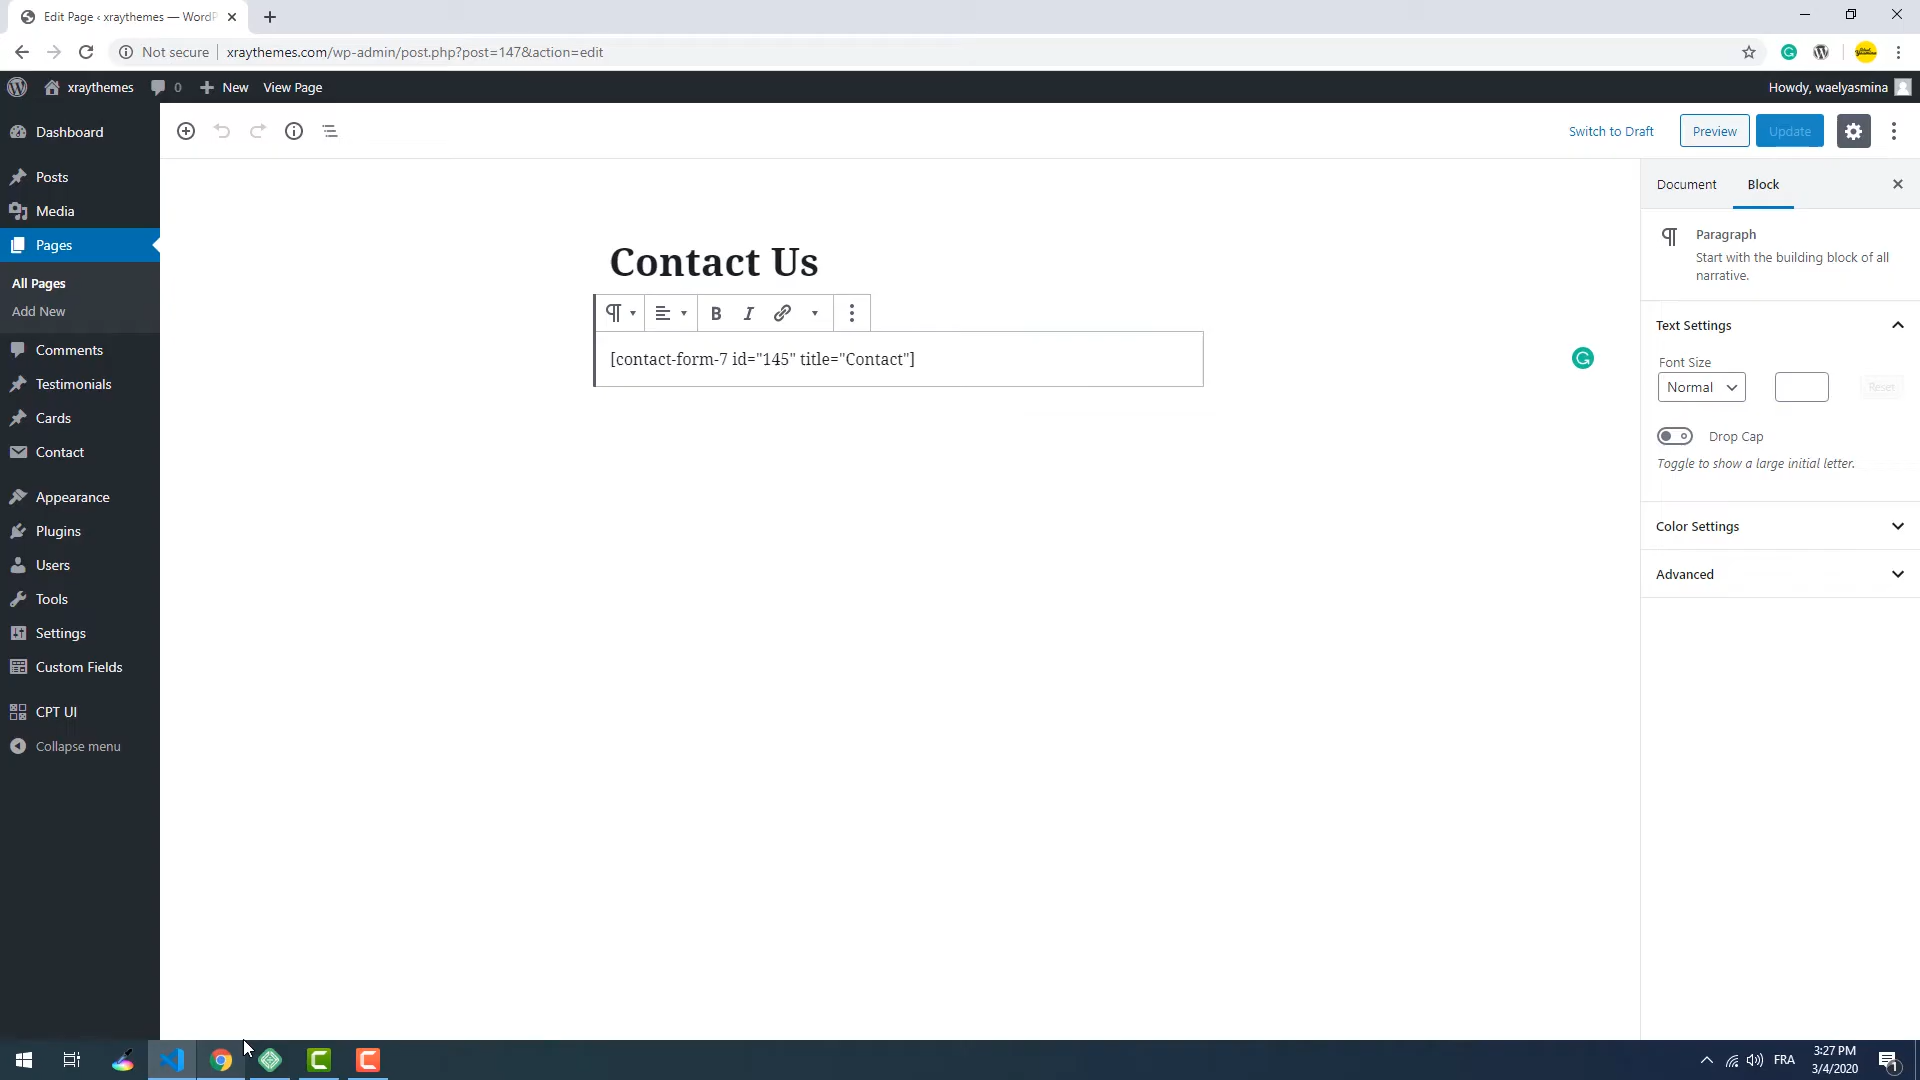 Edit Page ‹ xraythemes — WordP
Not secure
xraythemes.com/wp-admin/post.php?post=147&action=edit
xraythemes
0
New
View Page
Howdy, waelyasmina
Dashboard
Posts
Media
Pages
All Pages
Add New
Comments
Testimonials
Cards
Contact
Appearance
Plugins
Users
Tools
Settings
Custom Fields
CPT UI
Collapse menu
Switch to Draft
Preview
Update
Contact Us
B I
[contact-form-7 id="145" title="Contact"]
Document
Block
Paragraph
Start with the building block of all
narrative.
Text Settings
Font Size
Normal
Reset
Drop Cap
Toggle to show a large initial letter.
Color Settings
Advanced
FRA
3:27 PM
3/4/2020
1